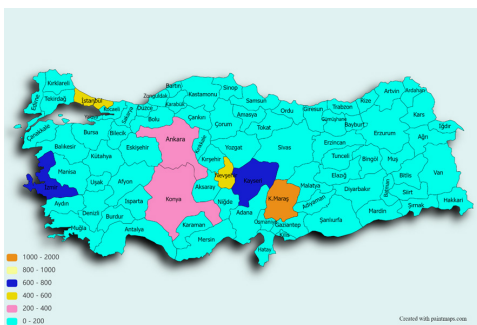 Kırklareli
Edirne
Tekirdağ
İstanbul
Kocaeli
Sakarya
Düzce
Zonguldak
Bartın
Karabük
Kastamonu
Sinop
Samsun
Ordu
Giresun
Trabzon
Rize
Artvin
Ardahan
Çanakkale
Bursa
Bilecik
Bolu
Çankırı
Çorum
Amasya
Tokat
Gümüşhane
Bayburt
Kars
Iğdır
Balıkesir
Kütahya
Eskişehir
Ankara
Kırıkkale
Yozgat
Sivas
Erzincan
Erzurum
Ağrı
Manisa
Uşak
Afyon
Kırşehir
Nevşehir
Kayseri
Tunceli
Bingöl
Muş
İzmir
Aksaray
Malatya
Elazığ
Diyarbakır
Batman
Bitlis
Van
Aydın
Denizli
Isparta
Konya
Niğde
K.Maraş
Adıyaman
Siirt
Muğla
Burdur
Antalya
Karaman
Adana
Osmaniye
Gaziantep
Şanlıurfa
Mardin
Şırnak
Hakkari
Mersin
Kilis
Hatay
1000 - 2000
800 - 1000
600 - 800
400 - 600
200 - 400
0 - 200
Created with paintmaps.com